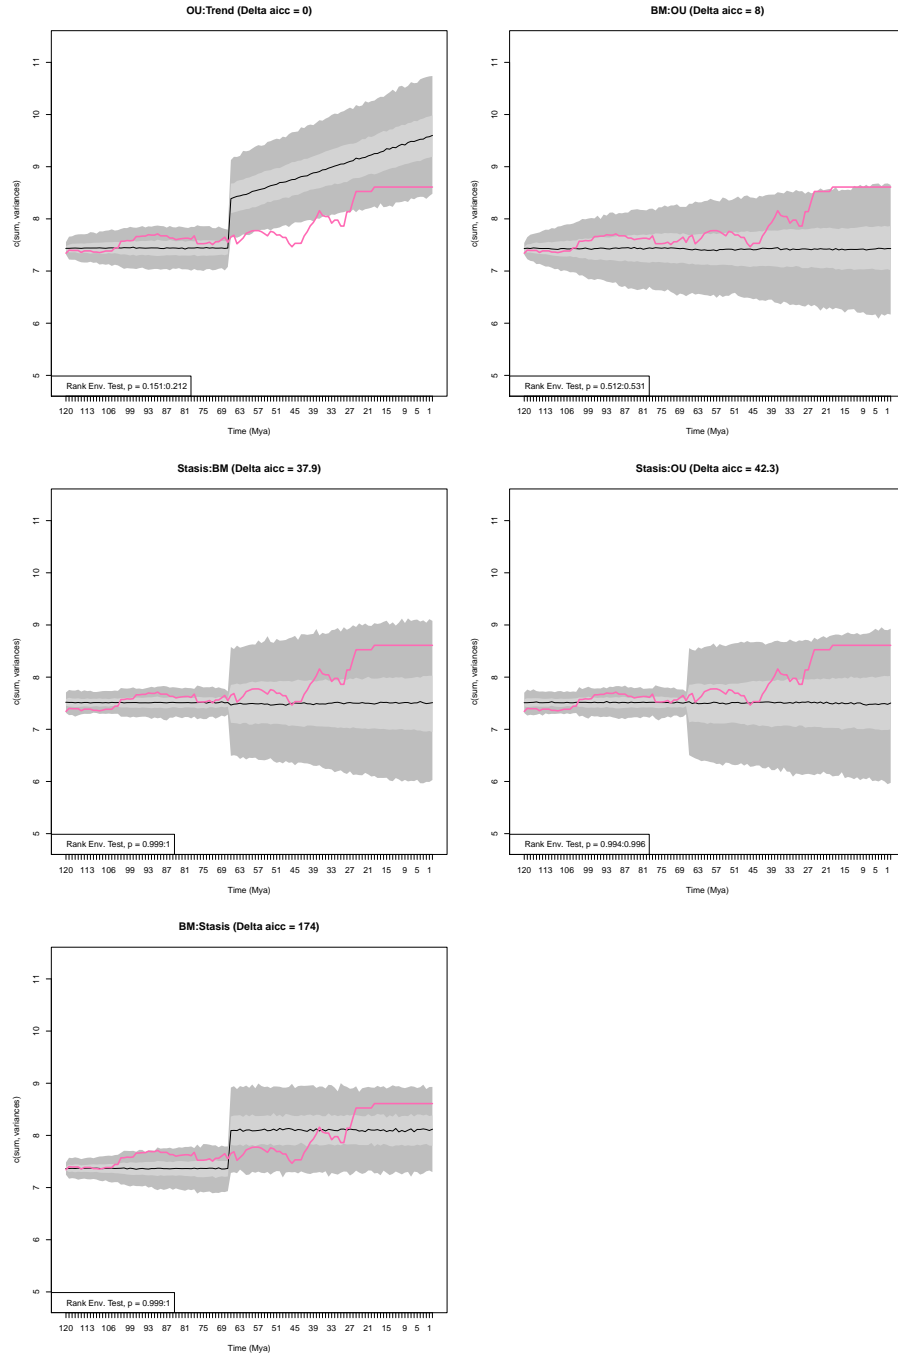 OU:Trend (Delta aicc = 0)
c(sum, variances)
11
10
9
8
7
6
5
Rank Env. Test, p = 0.151:0.212
120 113 106 99 93 87 81 75 69 63 57 51 45 39 33 27 21 15 9 5 1
Time (Mya)
BM:OU (Delta aicc = 8)
c(sum, variances)
11
10
9
8
7
6
5
Rank Env. Test, p = 0.512:0.531
120 113 106 99 93 87 81 75 69 63 57 51 45 39 33 27 21 15 9 5 1
Time (Mya)
Stasis:BM (Delta aicc = 37.9)
c(sum, variances)
11
10
9
8
7
6
5
Rank Env. Test, p = 0.999:1
120 113 106 99 93 87 81 75 69 63 57 51 45 39 33 27 21 15 9 5 1
Time (Mya)
Stasis:OU (Delta aicc = 42.3)
c(sum, variances)
11
10
9
8
7
6
5
Rank Env. Test, p = 0.994:0.996
120 113 106 99 93 87 81 75 69 63 57 51 45 39 33 27 21 15 9 5 1
Time (Mya)
BM:Stasis (Delta aicc = 174)
c(sum, variances)
11
10
9
8
7
6
5
Rank Env. Test, p = 0.999:1
120 113 106 99 93 87 81 75 69 63 57 51 45 39 33 27 21 15 9 5 1
Time (Mya)